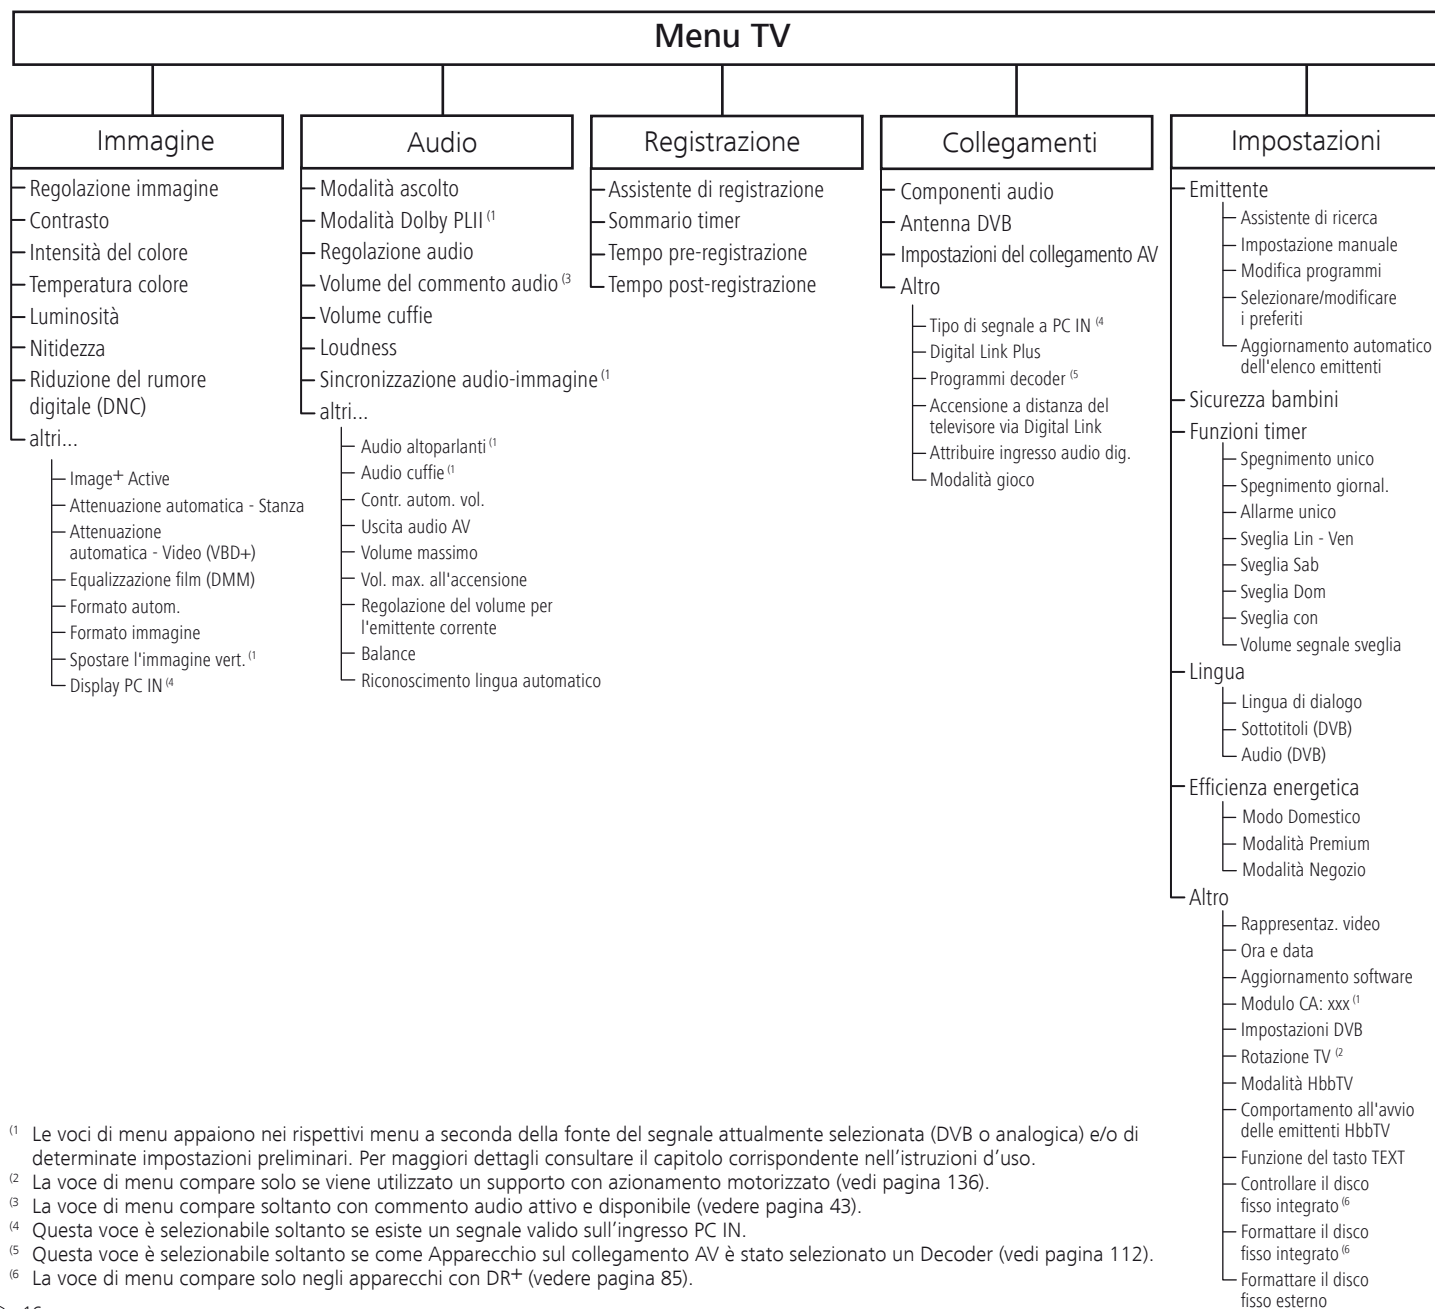 Menu TV
Immagine
Regolazione immagine
Contrasto
Intensità del colore
Temperatura colore
Luminosità
Nitidezza
Riduzione del rumore
digitale (DNC)
altri...
Image+ Active
Attenuazione automatica - Stanza
Attenuazione
automatica - Video (VBD+)
Equalizzazione film (DMM)
Formato autom.
Formato immagine
Spostare l'immagine vert. (1
Display PC IN (4
Audio
Modalità ascolto
Modalità Dolby PLII (1
Regolazione audio
Volume del commento audio (3
Volume cuffie
Loudness
Sincronizzazione audio-immagine (1
altri...
Audio altoparlanti (1
Audio cuffie (1
Contr. autom. vol.
Uscita audio AV
Volume massimo
Vol. max. all'accensione
Regolazione del volume per
l'emittente corrente
Balance
Riconoscimento lingua automatico
Registrazione
Assistente di registrazione
Sommario timer
Tempo pre-registrazione
Tempo post-registrazione
Collegamenti
Componenti audio
Antenna DVB
Impostazioni del collegamento AV
Altro
Tipo di segnale a PC IN (4
Digital Link Plus
Programmi decoder (5
Accensione a distanza del
televisore via Digital Link
Attribuire ingresso audio dig.
Modalità gioco
Impostazioni
Emittente
Assistente di ricerca
Impostazione manuale
Modifica programmi
Selezionare/modificare
i preferiti
Aggiornamento automatico
dell'elenco emittenti
Sicurezza bambini
Funzioni timer
Spegnimento unico
Spegnimento giornal.
Allarme unico
Sveglia Lin - Ven
Sveglia Sab
Sveglia Dom
Sveglia con
Volume segnale sveglia
Lingua
Lingua di dialogo
Sottotitoli (DVB)
Audio (DVB)
Efficienza energetica
Modo Domestico
Modalità Premium
Modalità Negozio
Altro
Rappresentaz. video
Ora e data
Aggiornamento software
Modulo CA: xxx (1
Impostazioni DVB
Rotazione TV (2
Modalità HbbTV
Comportamento all'avvio
delle emittenti HbbTV
Funzione del tasto TEXT
Controllare il disco
fisso integrato (6
Formattare il disco
fisso integrato (6
Formattare il disco
fisso esterno
(1 Le voci di menu appaiono nei rispettivi menu a seconda della fonte del segnale attualmente selezionata (DVB o analogica) e/o di
determinate impostazioni preliminari. Per maggiori dettagli consultare il capitolo corrispondente nell'istruzioni d'uso.
(2 La voce di menu compare solo se viene utilizzato un supporto con azionamento motorizzato (vedi pagina 136).
(3 La voce di menu compare soltanto con commento audio attivo e disponibile (vedere pagina 43).
(4 Questa voce è selezionabile soltanto se esiste un segnale valido sull'ingresso PC IN.
(5 Questa voce è selezionabile soltanto se come Apparecchio sul collegamento AV è stato selezionato un Decoder (vedi pagina 112).
(6 La voce di menu compare solo negli apparecchi con DR+ (vedere pagina 85).